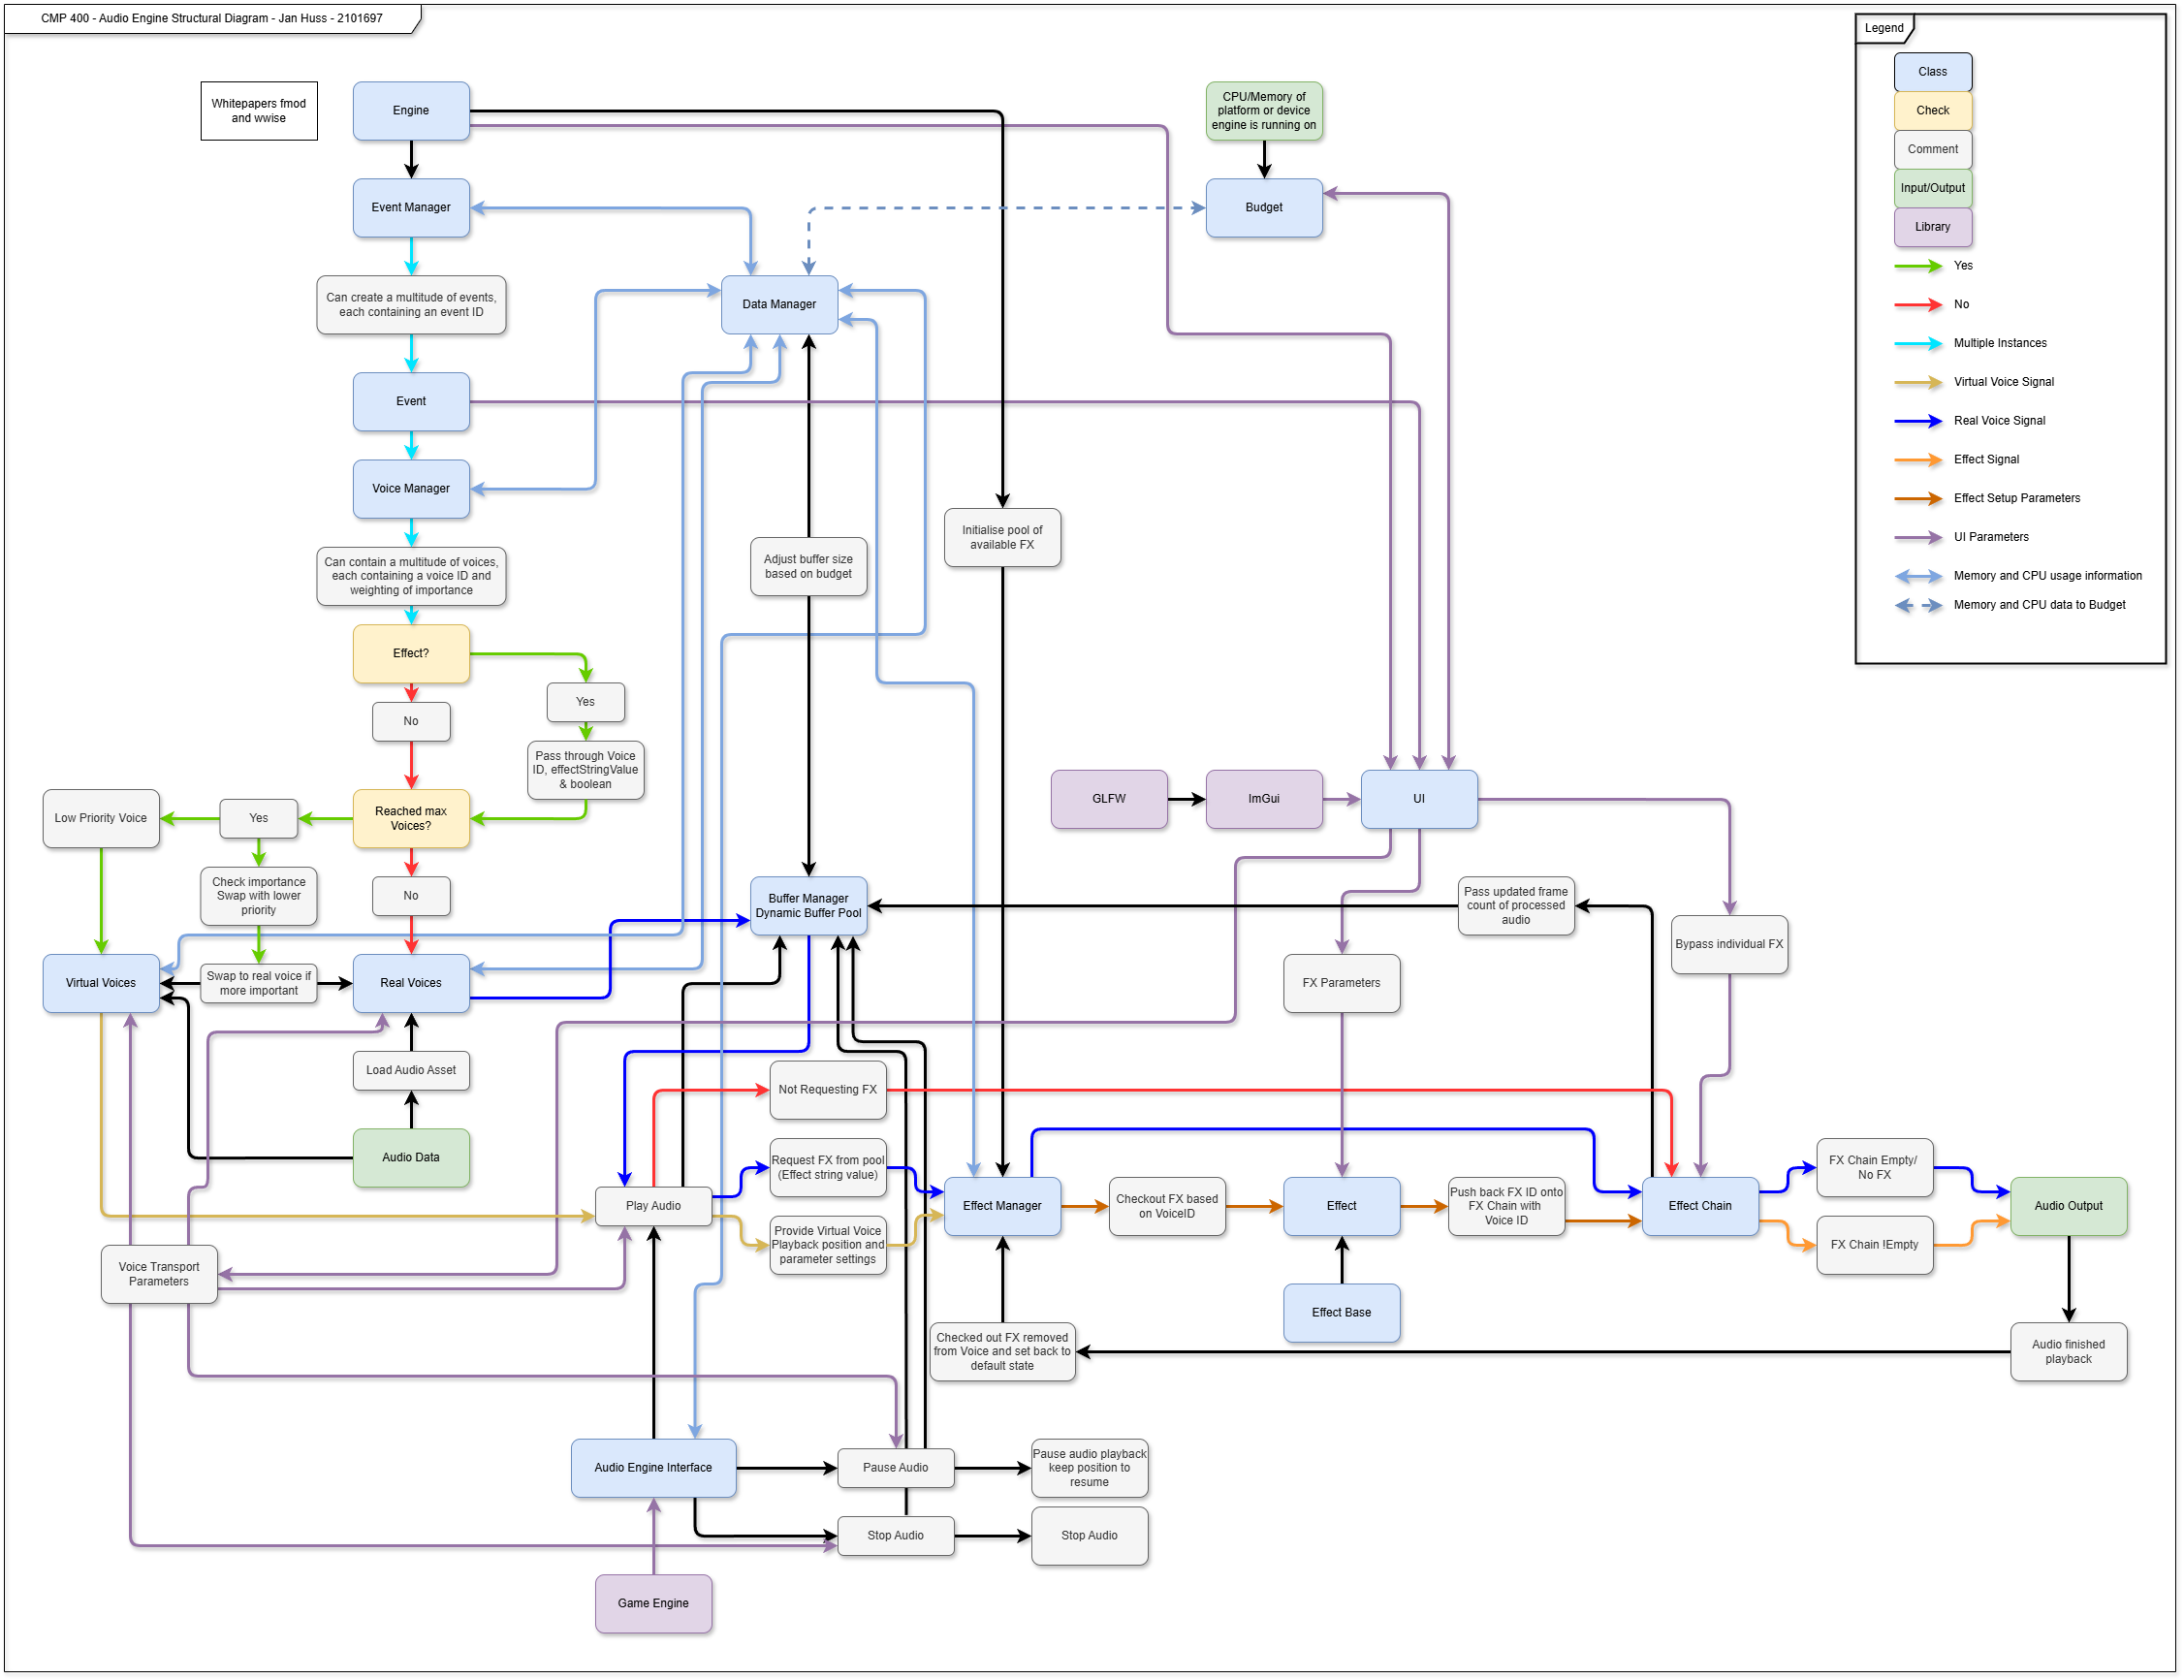 CMP 400 - Audio Engine Structural Diagram - Jan Huss - 2101697
Legend
Class
Check
Comment
Input/Output
Library
Yes
No
Multiple Instances
Virtual Voice Signal
Real Voice Signal
Effect Signal
Effect Setup Parameters
UI Parameters
Memory and CPU usage information
Memory and CPU data to Budget
Whitepapers fmod
and wwise
Engine
CPU/Memory of
platform or device
engine is running on
Event Manager
Budget
Can create a multitude of events,
each containing an event ID
Data Manager
Event
Voice Manager
Initialise pool of
available FX
Adjust buffer size
based on budget
Can contain a multitude of voices,
each containing a voice ID and
weighting of importance
Effect?
Yes
No
Pass through Voice
ID, effectStringValue
& boolean
GLFW
ImGui
UI
Low Priority Voice
Yes
Reached max
Voices?
Check importance
Swap with lower
priority
No
Buffer Manager
Dynamic Buffer Pool
Pass updated frame
count of processed
audio
Bypass individual FX
Virtual Voices
Swap to real voice if
more important
Real Voices
FX Parameters
Load Audio Asset
Not Requesting FX
Audio Data
Request FX from pool
(Effect string value)
FX Chain Empty/
No FX
Play Audio
Effect Manager
Checkout FX based
on VoiceID
Effect
Push back FX ID onto
FX Chain with
Voice ID
Effect Chain
Audio Output
Provide Virtual Voice
Playback position and
parameter settings
FX Chain !Empty
Voice Transport
Parameters
Effect Base
Checked out FX removed
from Voice and set back to
default state
Audio finished
playback
Audio Engine Interface
Pause Audio
Pause audio playback
keep position to
resume
Stop Audio
Stop Audio
Game Engine